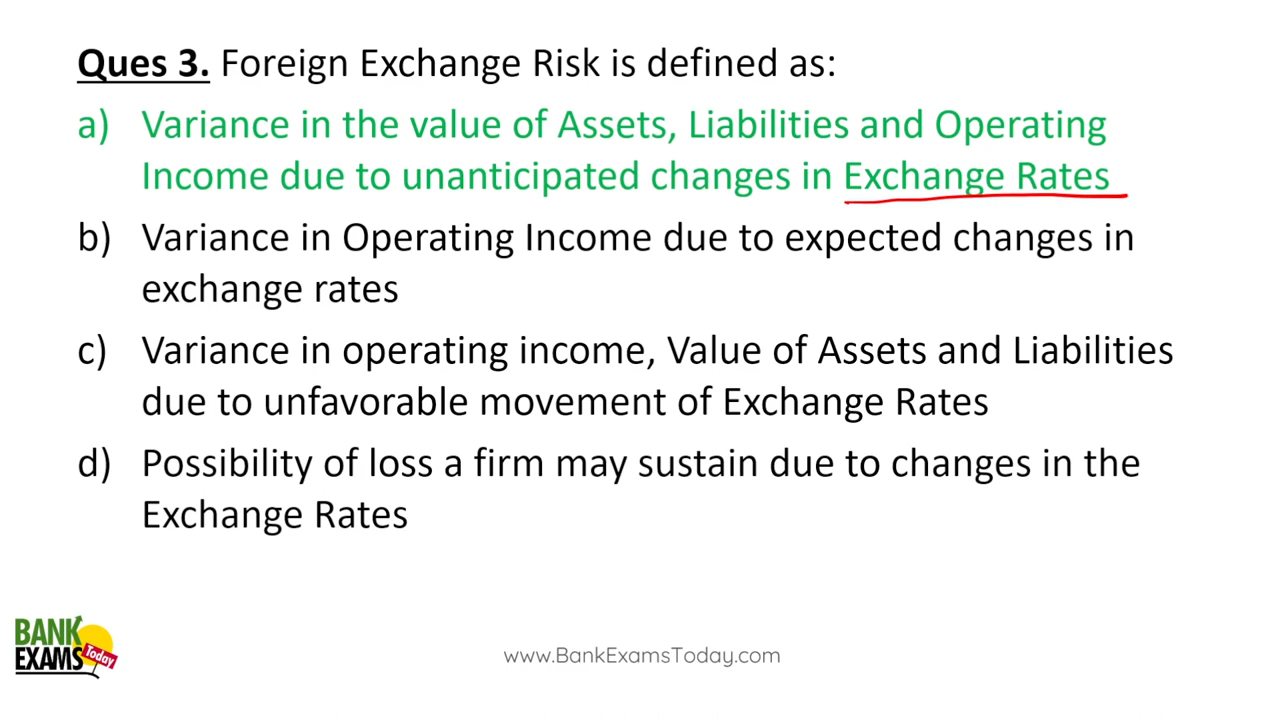 Ques 3. Foreign Exchange Risk is defined as:
a) Variance in the value of Assets, Liabilities and Operating
Income due to unanticipated changes in Exchange Rates
b) Variance in Operating Income due to expected changes in
exchange rates
c) Variance in operating income, Value of Assets and Liabilities
due to unfavorable movement of Exchange Rates
d) Possibility of loss a firm may sustain due to changes in the
Exchange Rates
BANK
EXAMS
Today
www.BankExamsToday.com